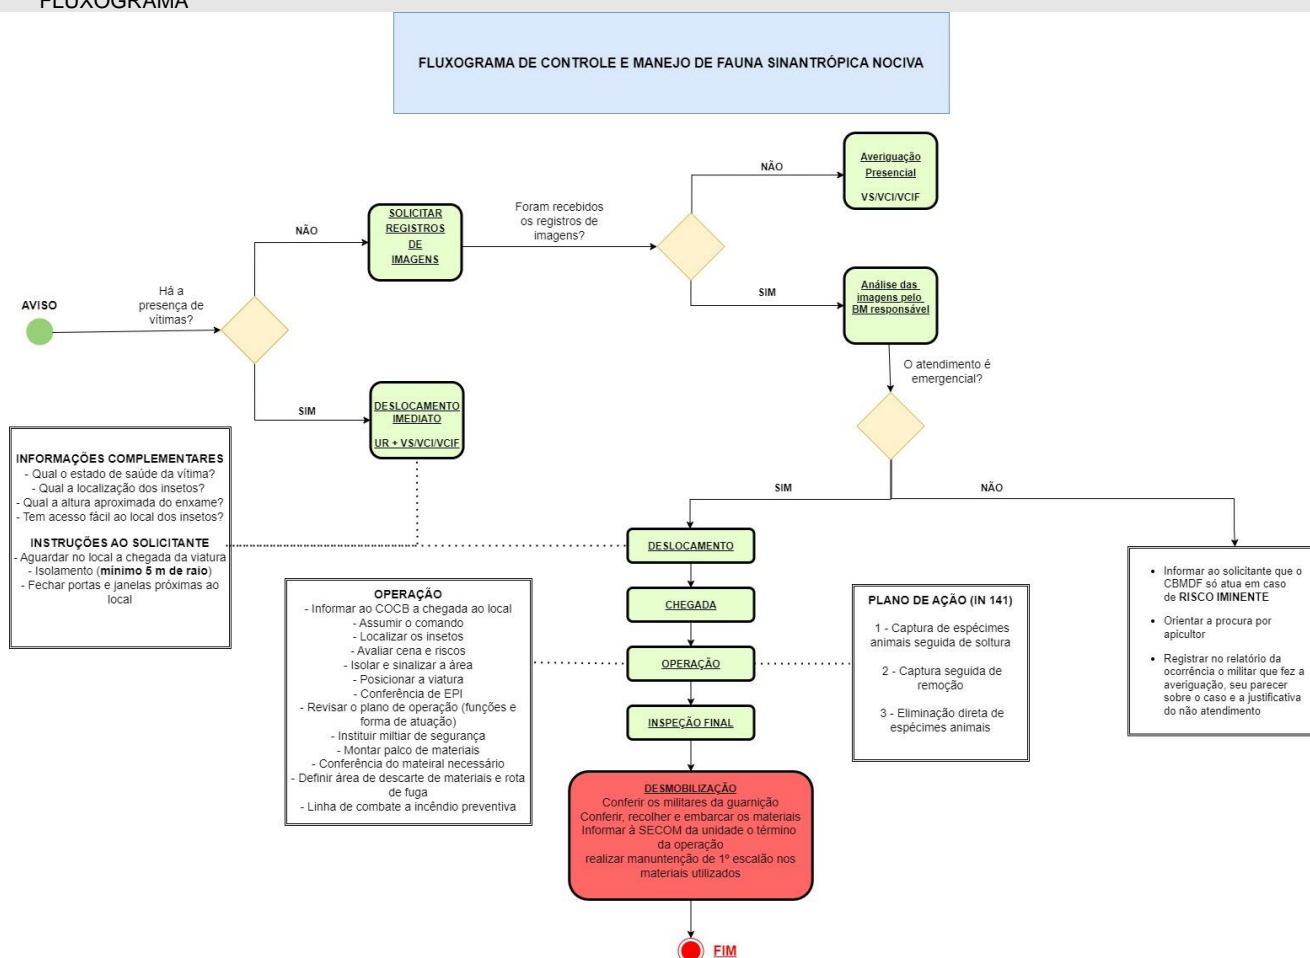 FLUXOGRAMA
FLUXOGRAMA DE CONTROLE E MANEJO DE FAUNA SINANTRÓPICA NOCIVA
AVISO
Há a
presença de
vítimas?
NÃO
SOLICITAR
REGISTROS
DE
IMAGENS
Foram recebidos
os registros de
imagens?
NÃO
Averiguação
Presencial
VS/VCI/VCIF
SIM
Análise das
imagens pelo
BM responsável
O atendimento é
emergencial?
SIM
DESLOCAMENTO
IMEDIATO
UR + VS/VCI/VCIF
INFORMAÇÕES COMPLEMENTARES
- Qual o estado de saúde da vítima?
- Qual a localização dos insetos?
- Qual a altura aproximada do enxame?
- Tem acesso fácil ao local dos insetos?
INSTRUÇÕES AO SOLICITANTE
- Aguardar no local a chegada da viatura
- Isolamento (mínimo 5 m de raio)
- Fechar portas e janelas próximas ao
local
SIM
NÃO
DESLOCAMENTO
CHEGADA
OPERAÇÃO
INSPEÇÃO FINAL
OPERAÇÃO
- Informar ao COCB a chegada ao local
- Assumir o comando
- Localizar os insetos
- Avaliar cena e riscos
- Isolar e sinalizar a área
- Posicionar a viatura
- Conferência de EPI
- Revisar o plano de operação (funções e
forma de atuação)
- Instituir miltiar de segurança
- Montar palco de materiais
- Conferência do mateiral necessário
- Definir área de descarte de materiais e rota
de fuga
- Linha de combate a incêndio preventiva
PLANO DE AÇÃO (IN 141)
1 - Captura de espécimes
animais seguida de soltura
2 - Captura seguida de
remoção
3 - Eliminação direta de
espécimes animais
• Informar ao solicitante que o
CBMDF só atua em caso
de RISCO IMINENTE
• Orientar a procura por
apicultor
• Registrar no relatório da
ocorrência o militar que fez a
averiguação, seu parecer
sobre o caso e a justificativa
do não atendimento
DESMOBILIZAÇÃO
Conferir os militares da guarnição
Conferir, recolher e embarcar os materiais
Informar à SECOM da unidade o término
da operação
realizar manuntenção de 1º escalão nos
materiais utilizados
FIM